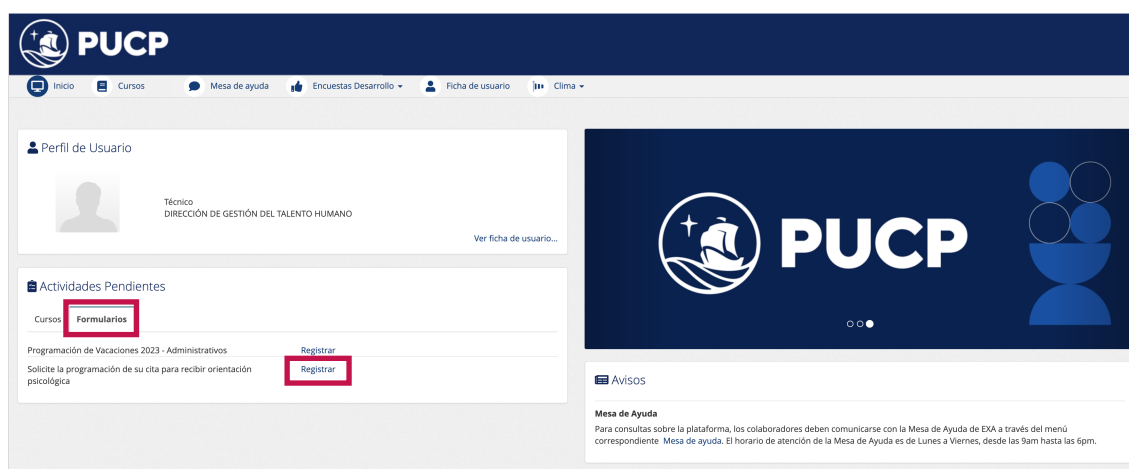 PUCP
Inicio
Cursos
Mesa de ayuda
Encuestas Desarrollo
Ficha de usuario
Clima
Perfil de Usuario
Técnico
DIRECCIÓN DE GESTIÓN DEL TALENTO HUMANO
Ver ficha de usuario...
Actividades Pendientes
Cursos
Formularios
Programación de Vacaciones 2023 - Administrativos
Registrar
Solicite la programación de su cita para recibir orientación
psicológica
Registrar
PUCP
Avisos
Mesa de Ayuda
Para consultas sobre la plataforma, los colaboradores deben comunicarse con la Mesa de Ayuda de EXA a través del menú
correspondiente Mesa de ayuda. El horario de atención de la Mesa de Ayuda es de Lunes a Viernes, desde las 9am hasta las 6pm.